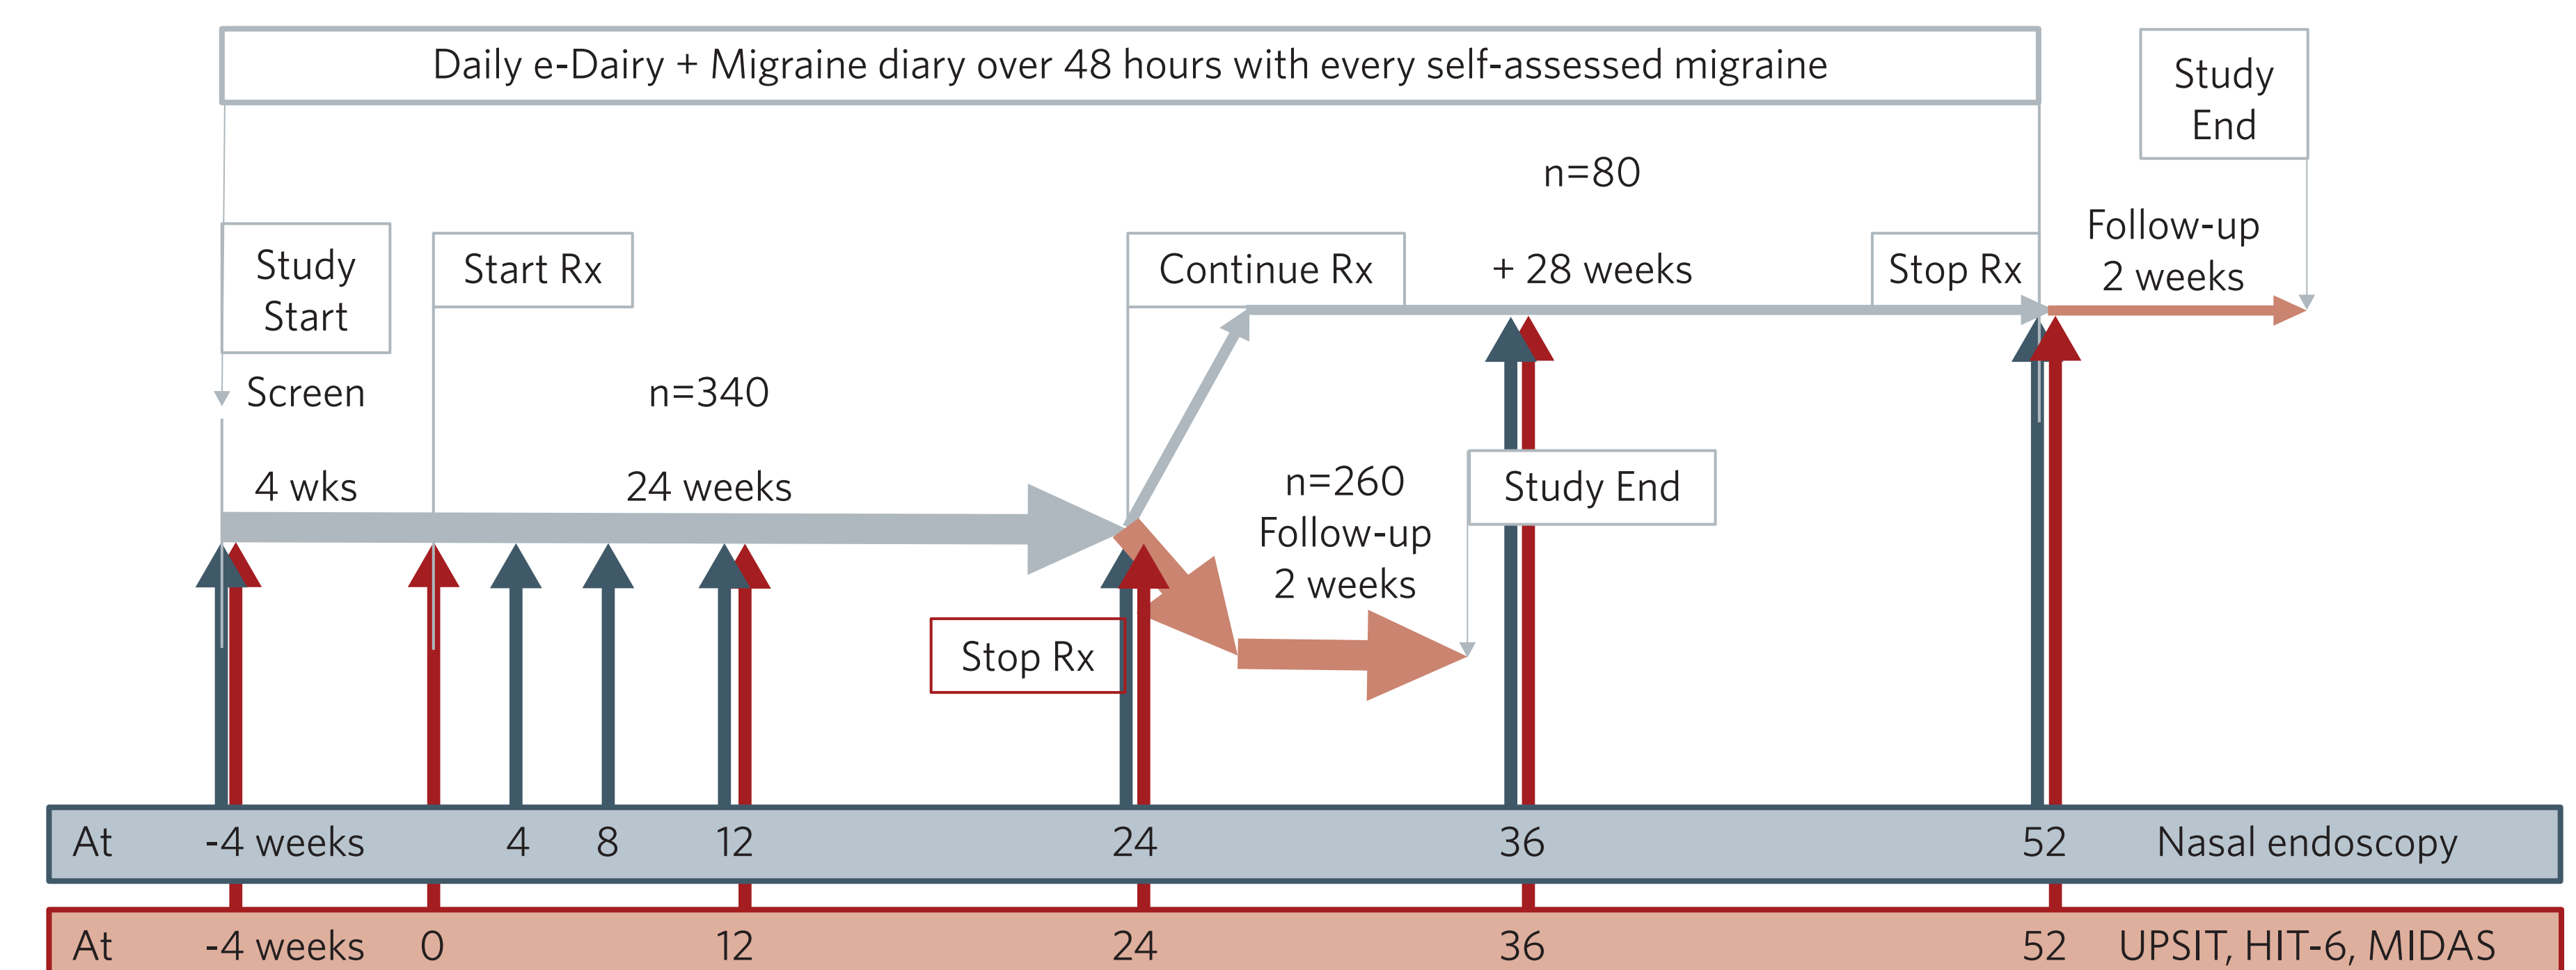 Daily e-Dairy + Migraine diary over 48 hours with every self-assessed migraine
Study
End
n=80
Follow-up
2 weeks
Study
Start
Start Rx
Continue Rx
+ 28 weeks
Stop Rx
Screen
n=340
4 wks
24 weeks
n=260
Follow-up
2 weeks
Study End
Stop Rx
At -4 weeks 4 8 12 24 36 52 Nasal endoscopy
At -4 weeks 0 12 24 36 52 UPSIT, HIT-6, MIDAS